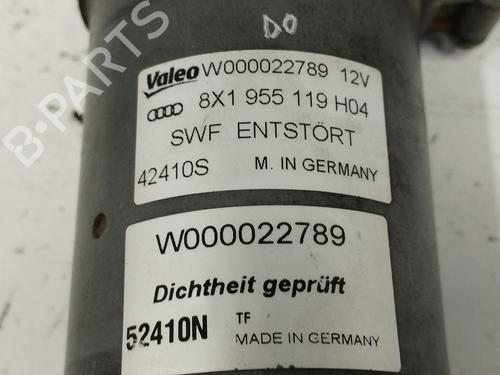 DO
Valeo W000022789 12V
8X1 955 119 H04
SWF ENTSTÖRT
42410S M. IN GERMANY
W000022789
Dichtheit geprüft
52410N TF
MADE IN GERMANY
B-Parts